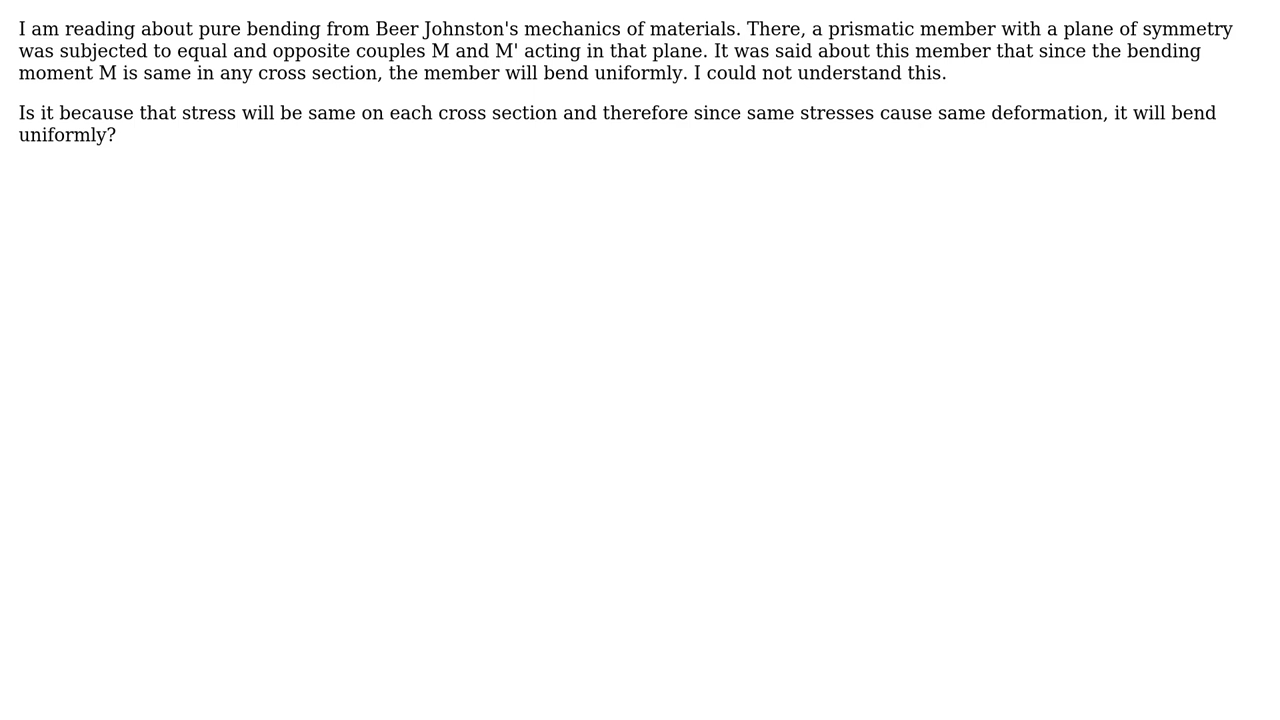 I am reading about pure bending from Beer Johnston's mechanics of materials. There, a prismatic member with a plane of symmetry
was subjected to equal and opposite couples M and M' acting in that plane. It was said about this member that since the bending
moment M is same in any cross section, the member will bend uniformly. I could not understand this.
Is it because that stress will be same on each cross section and therefore since same stresses cause same deformation, it will bend
uniformly?